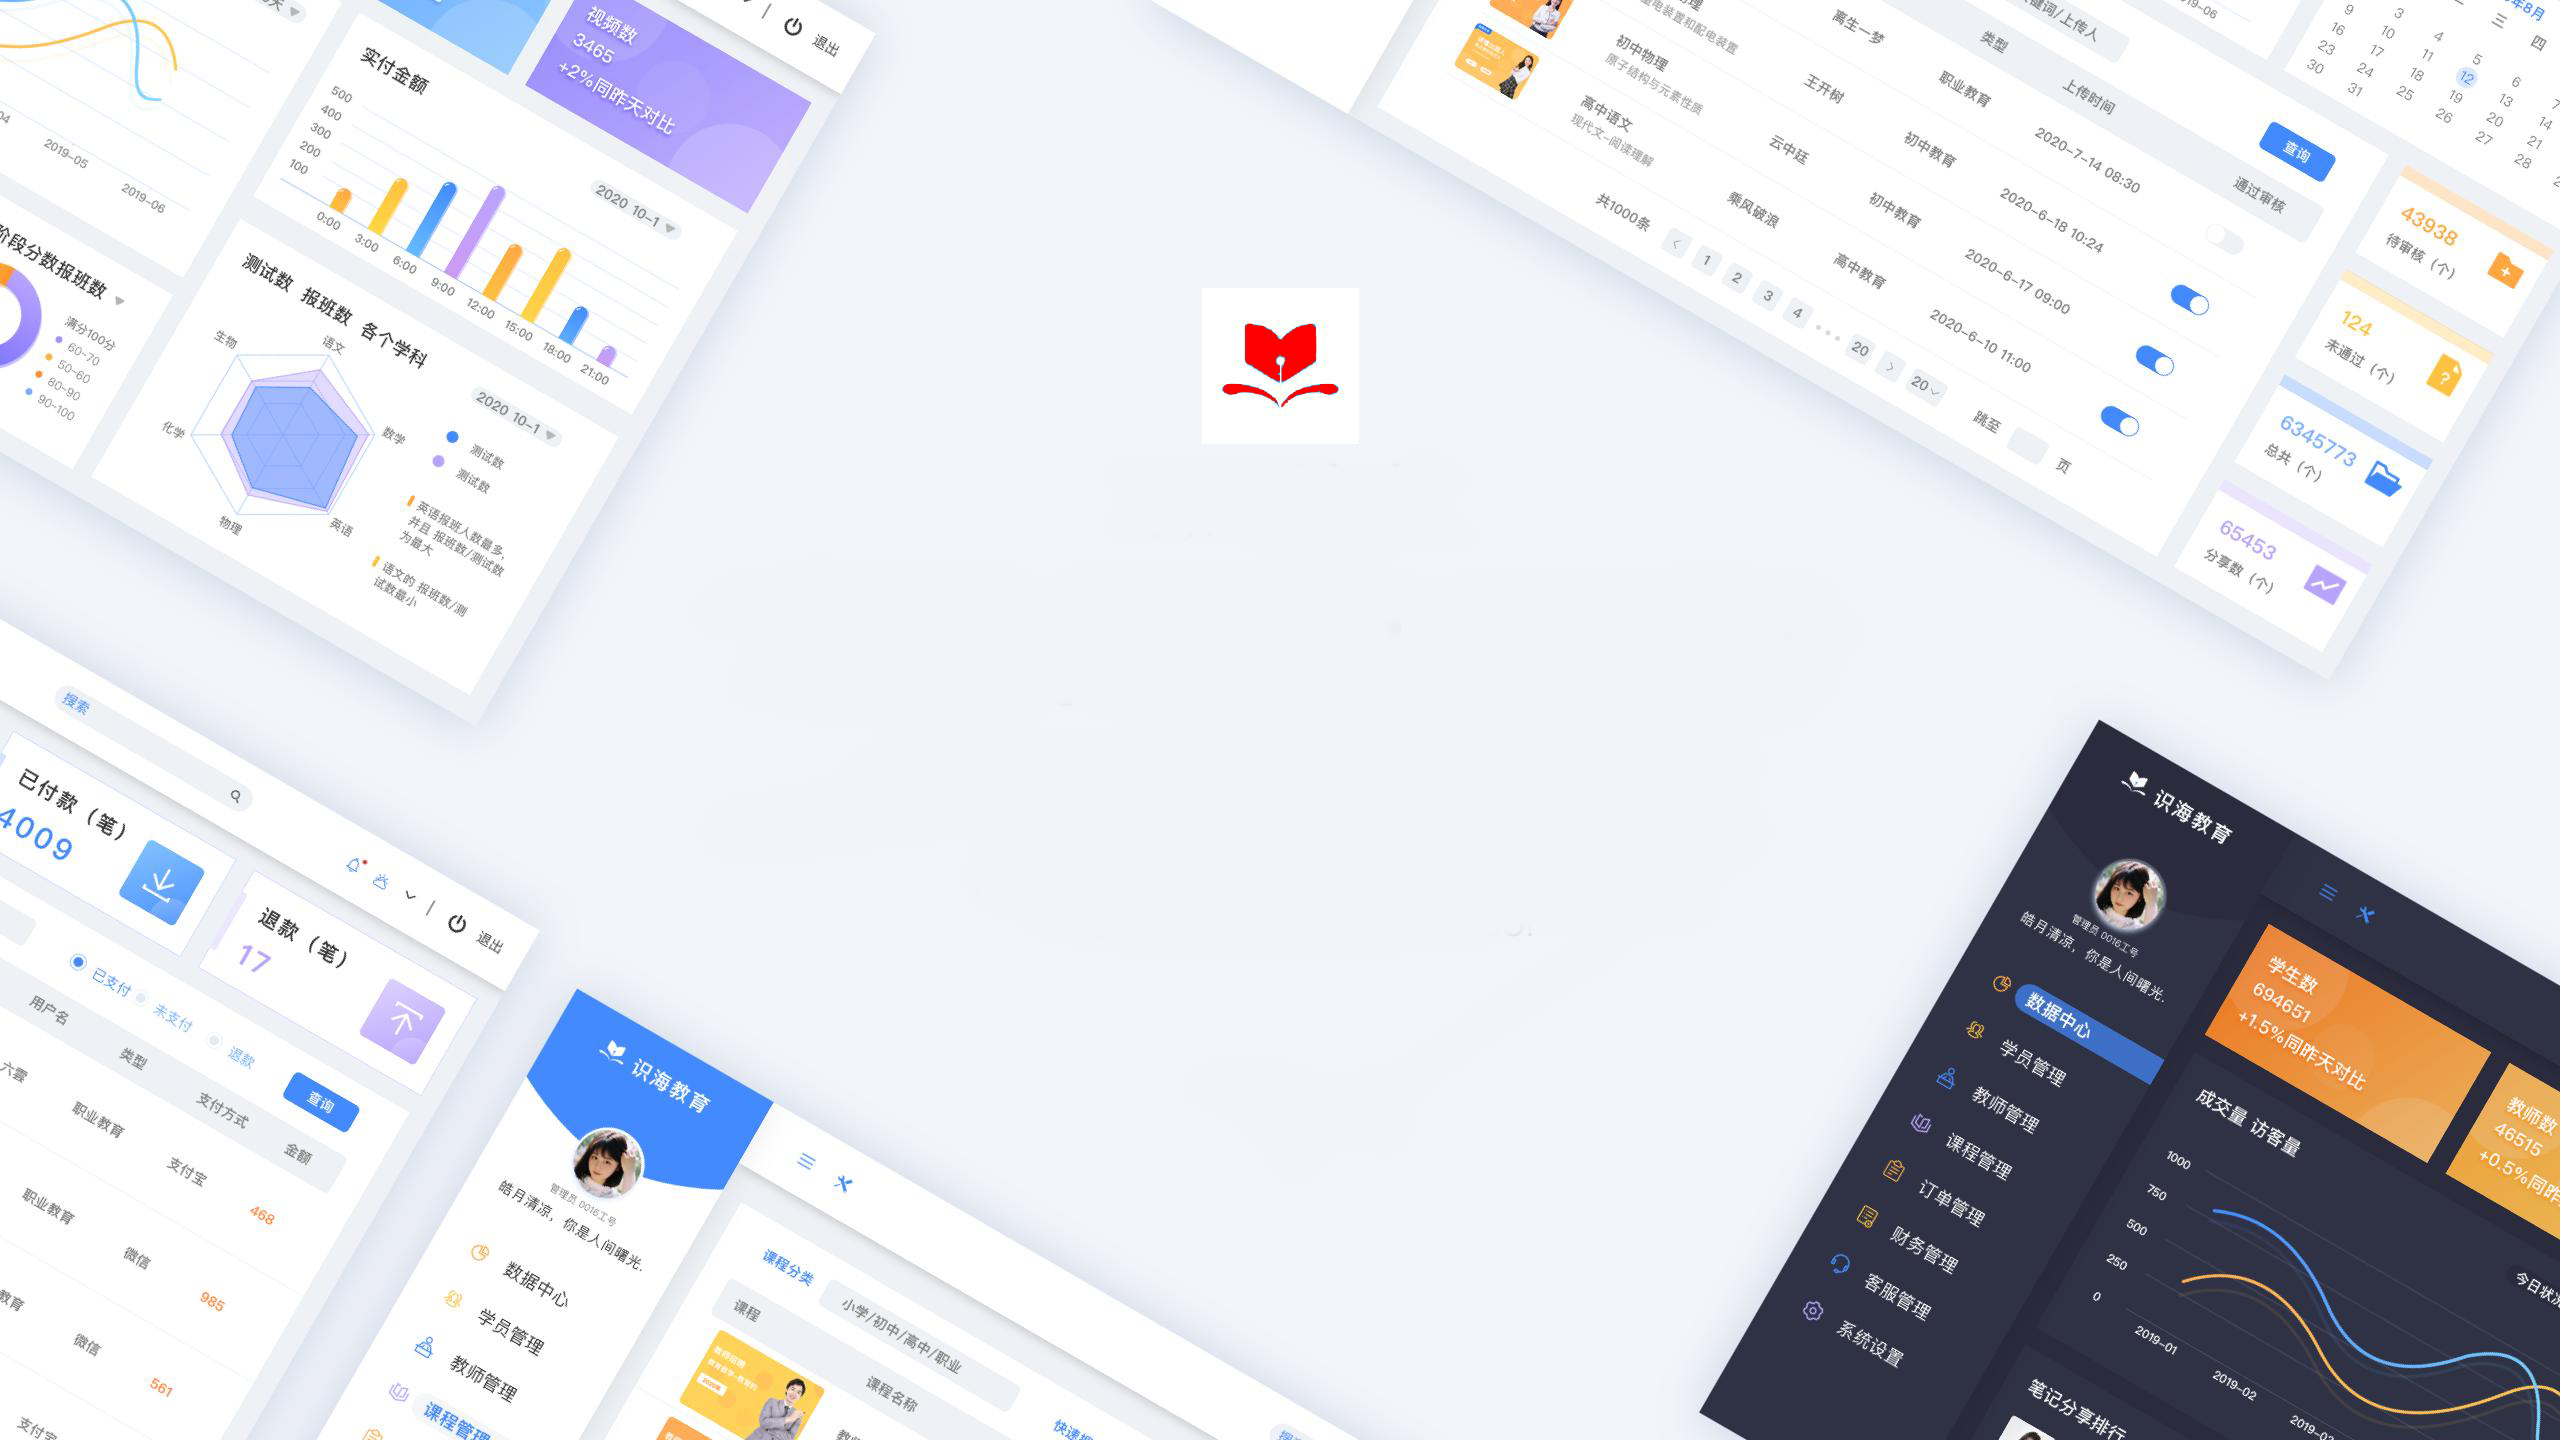 视频数
3465
+2%同昨天对比
退出
2019-05
2019-06
实付金额
2020 10-1
500
400
300
200
100
0:00
3:00
6:00
9:00
12:00
15:00
18:00
21:00
阶段分数报班数
满分100分
60-70
50-60
80-90
90-100
测试数 报班数 各个学科
2020 10-1
生物
语文
化学
数学
物理
英语
测试数
测试数
英语报班人数最多,
并且 报班数/测试数
为最大
语文的 报班数/测
试数最小
键词/上传人
查询
类型
上传时间
通过审核
离生一梦
职业教育
2020-7-14 08:30
初中物理
原子结构与元素性质
王开树
初中教育
2020-6-18 10:24
高中语文
现代文-阅读理解
云中廷
初中教育
2020-6-17 09:00
乘风破浪
高中教育
2020-6-10 11:00
共1000条
<
1
2
3
4
20
>
20
跳至
页
三
四
9
3
16
10
4
23
17
11
5
30
24
18
12
6
31
25
19
13
7
26
20
14
27
21
28
43938
待审核（个）
124
未通过（个）
6345773
总共（个）
65453
分享数（个）
搜索
退出
已付款（笔）
4009
退款（笔）
17
已支付
未支付
退款
查询
用户名
类型
支付方式
金额
六雲
职业教育
支付宝
468
职业教育
微信
985
教育
微信
561
支付宝
识海教育
管理员 0016工号
皓月清凉，你是人间曙光.
数据中心
学员管理
教师管理
课程管理
课程分类
小学/初中/高中/职业
课程
课程名称
教师招聘
2020年
识海教育
管理员 0016工号
皓月清凉，你是人间曙光.
数据中心
学员管理
教师管理
课程管理
订单管理
财务管理
客服管理
系统设置
学生数
694651
+1.5%同昨天对比
教师数
46515
+0.5%同昨
成交量 访客量
今日状况
1000
750
500
250
0
2019-01
2019-02
笔记分享排行